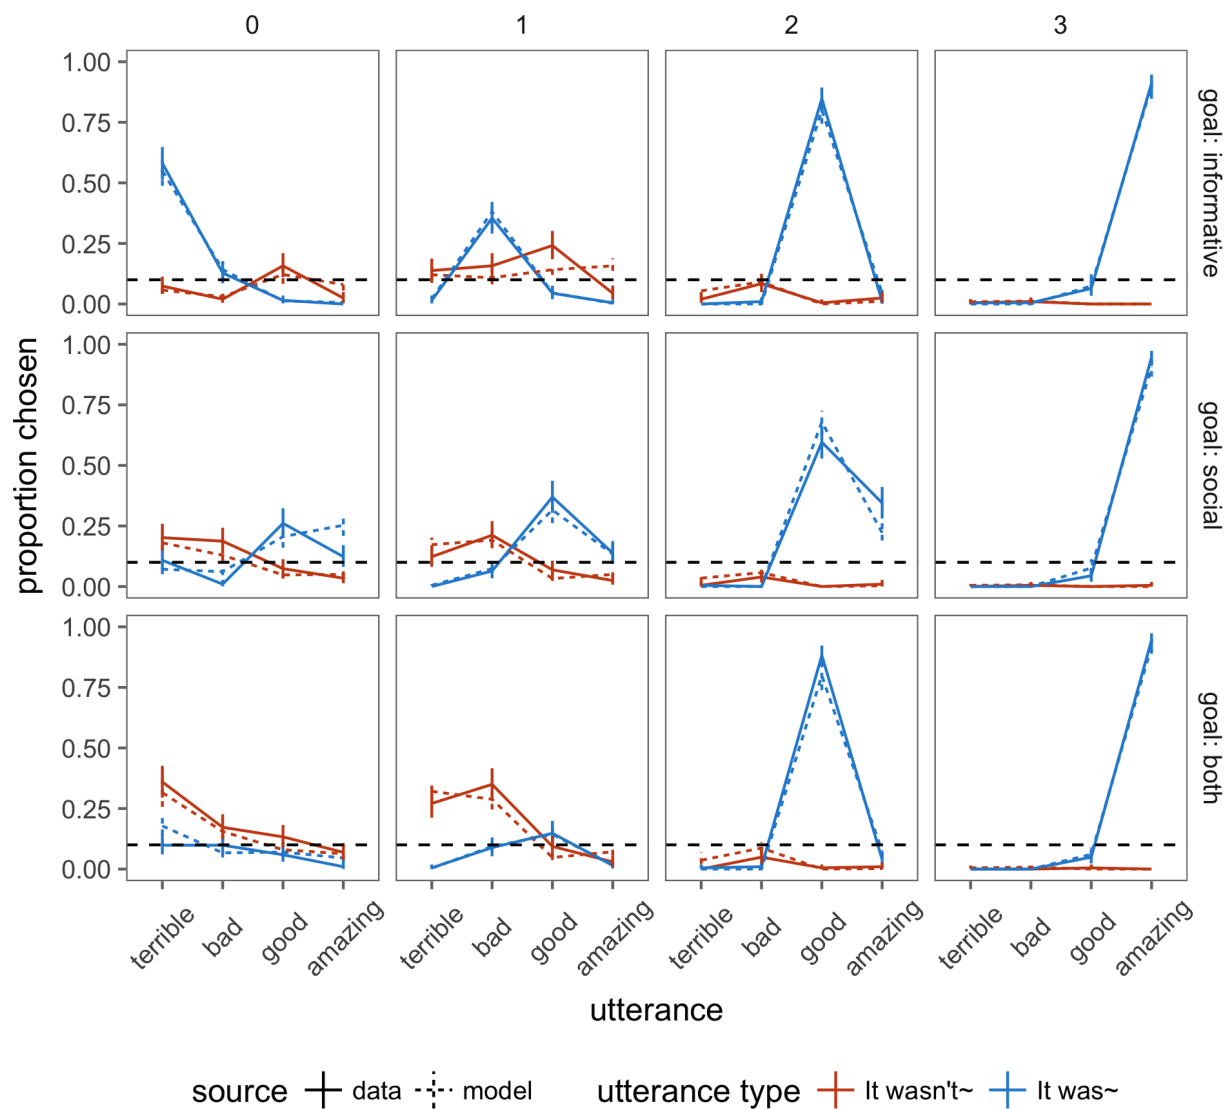 0 1 2 3
1.00
0.75
0.50
0.25
0.00
goal: informative
1.00
0.75
0.50
0.25
0.00
goal: social
1.00
0.75
0.50
0.25
0.00
goal: both
proportion chosen
terrible bad good amazing terrible bad good amazing terrible bad good amazing terrible bad good amazing
utterance
source data model utterance type It wasn't~ It was~